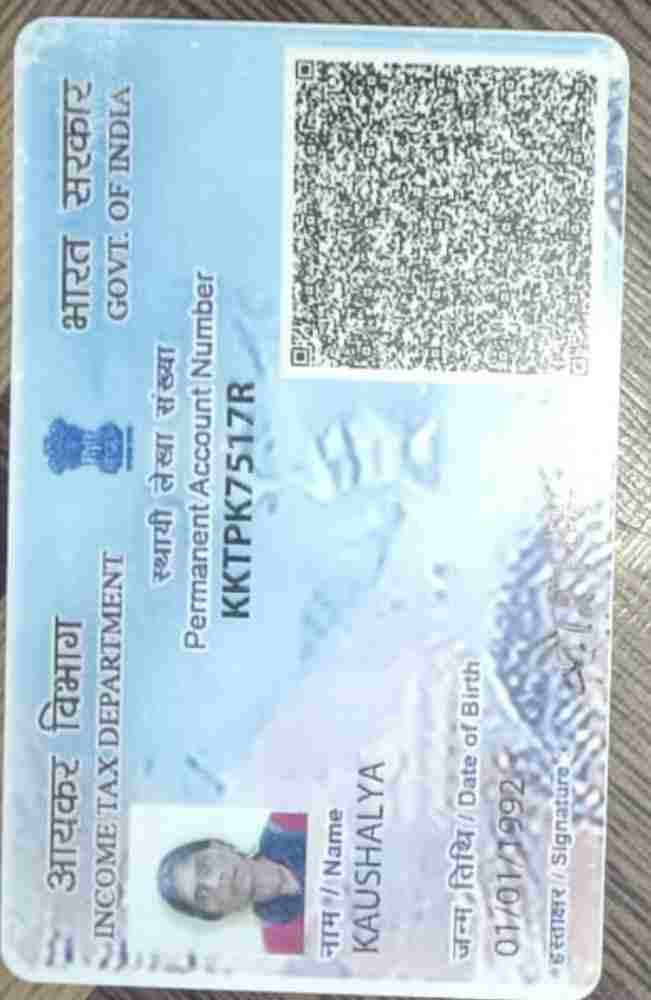 आयकर विभाग
INCOME TAX DEPARTMENT
भारत सरकार
GOVT. OF INDIA
स्थायी लेखा संख्या
Permanent Account Number
KKTPK7517R
नाम / Name
KAUSHALYA
जन्म तिथि / Date of Birth
01/01/1992
हस्ताक्षर / Signature